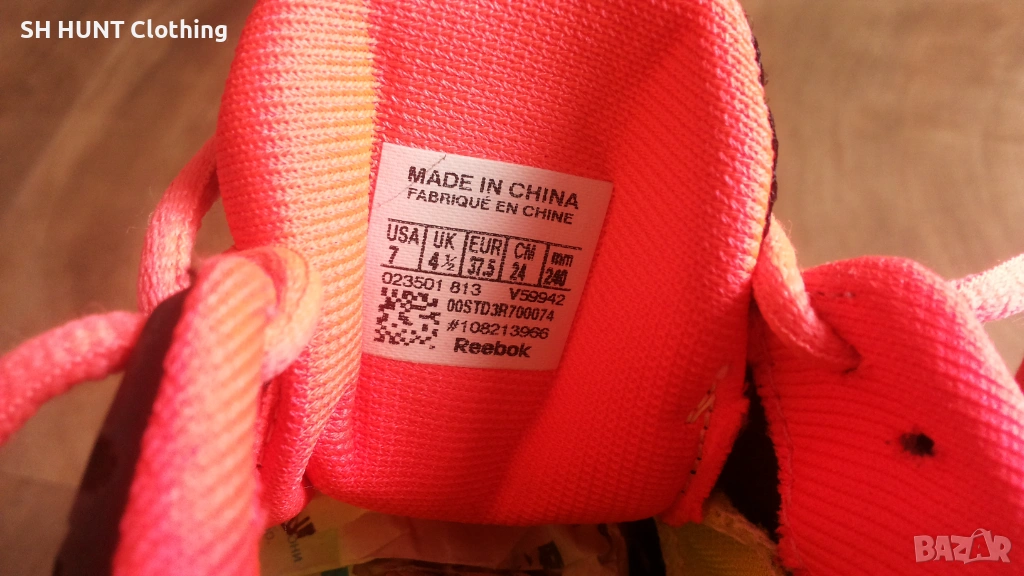 SH HUNT Clothing
MADE IN CHINA
FABRIQUÉ EN CHINE
USA UK EUR CM mm
7 4 ½ 37.5 24 240
023501 813 V59942
00STD3R700074
#108213966
Reebok
BAZAR